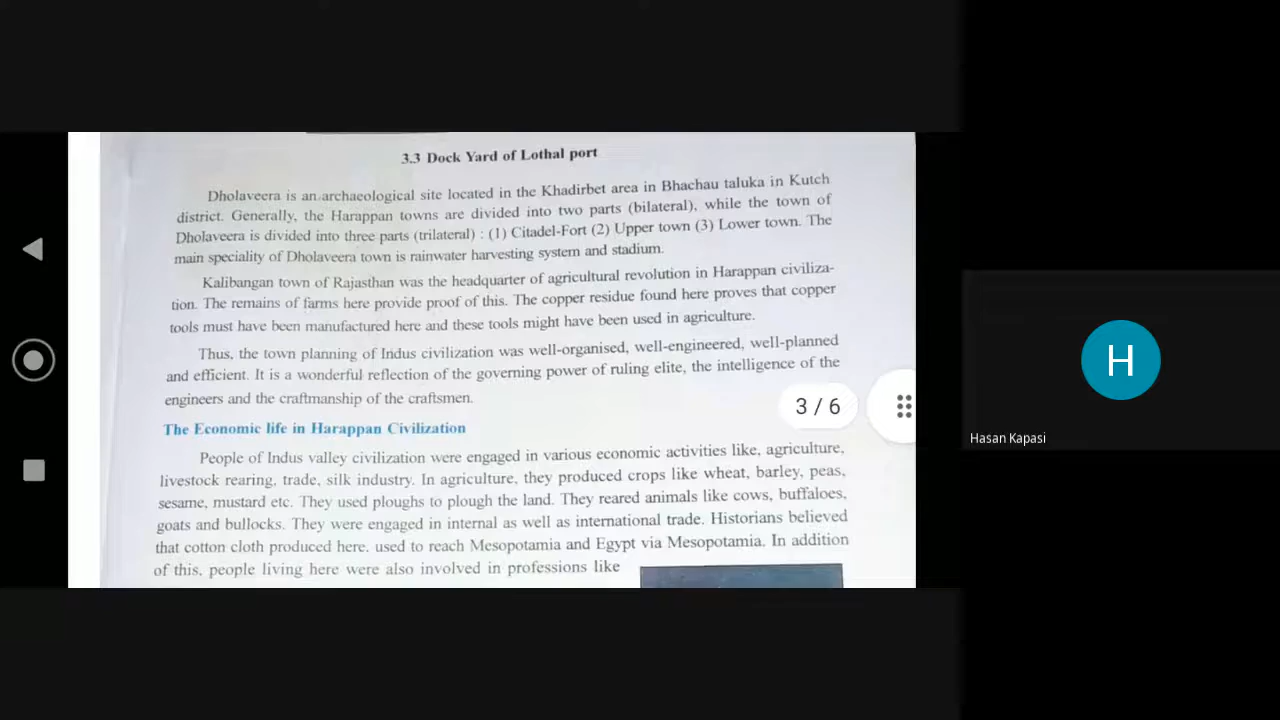 3.3 Dock Yard of Lothal port
Dholaveera is an archaeological site located in the Khadirbet area in Bhachau taluka in Kutch
district. Generally, the Harappan towns are divided into two parts (bilateral), while the town of
Dholaveera is divided into three parts (trilateral) : (1) Citadel-Fort (2) Upper town (3) Lower town. The
main speciality of Dholaveera town is rainwater harvesting system and stadium.
Kalibangan town of Rajasthan was the headquarter of agricultural revolution in Harappan civiliza-
tion. The remains of farms here provide proof of this. The copper residue found here proves that copper
tools must have been manufactured here and these tools might have been used in agriculture.
Thus, the town planning of Indus civilization was well-organised, well-engineered, well-planned
and efficient. It is a wonderful reflection of the governing power of ruling elite, the intelligence of the
engineers and the craftmanship of the craftsmen.
3 / 6
The Economic life in Harappan Civilization
People of Indus valley civilization were engaged in various economic activities like, agriculture,
livestock rearing, trade, silk industry. In agriculture, they produced crops like wheat, barley, peas,
sesame, mustard etc. They used ploughs to plough the land. They reared animals like cows, buffaloes,
goats and bullocks. They were engaged in internal as well as international trade. Historians believed
that cotton cloth produced here, used to reach Mesopotamia and Egypt via Mesopotamia. In addition
of this, people living here were also involved in professions like
H
Hasan Kapasi